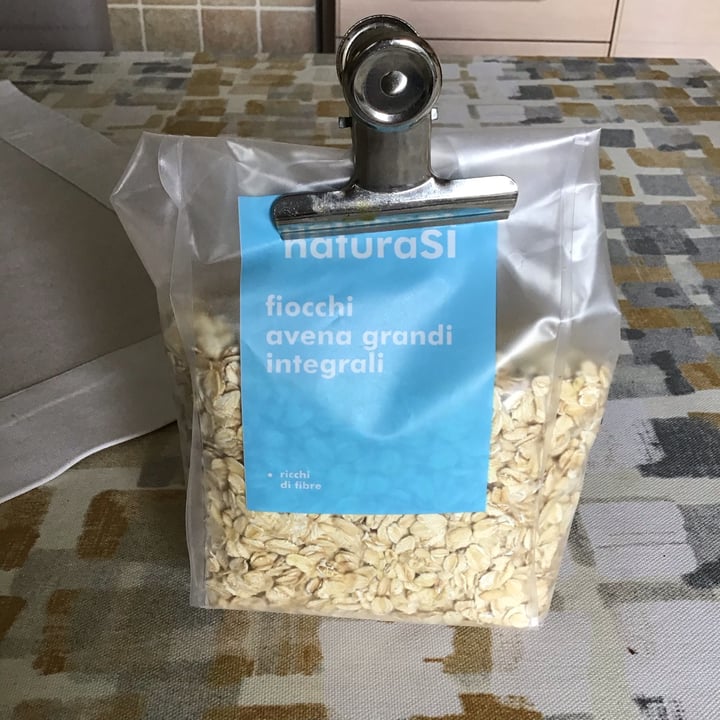 naturaSì
fiocchi
avena grandi
integrali
• ricchi
di fibre